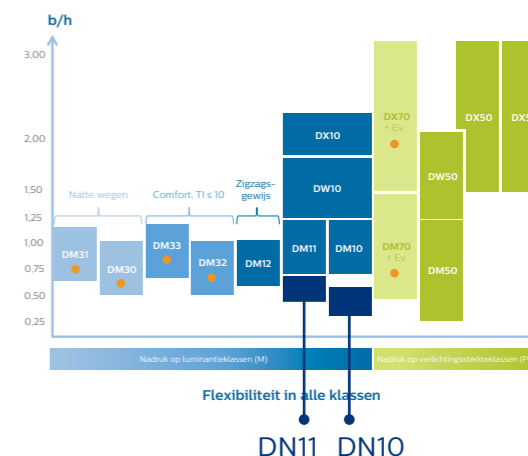 b/h
3,00
2,00
1,50
1,25
1,00
0,75
0,50
0,25
Natte wegen
Comfort, TI ≤ 10
Zigzags-
gewijs
DM31
DM30
DM33
DM32
DM12
DX10
DW10
DM11
DM10
DX70
+ Ev
DM70
+ Ev
DW50
DM50
DX50
DX5
Nadruk op luminantieklassen (M)
Nadruk op verlichtingssterkteklassen (P
Flexibiliteit in alle klassen
DN11
DN10